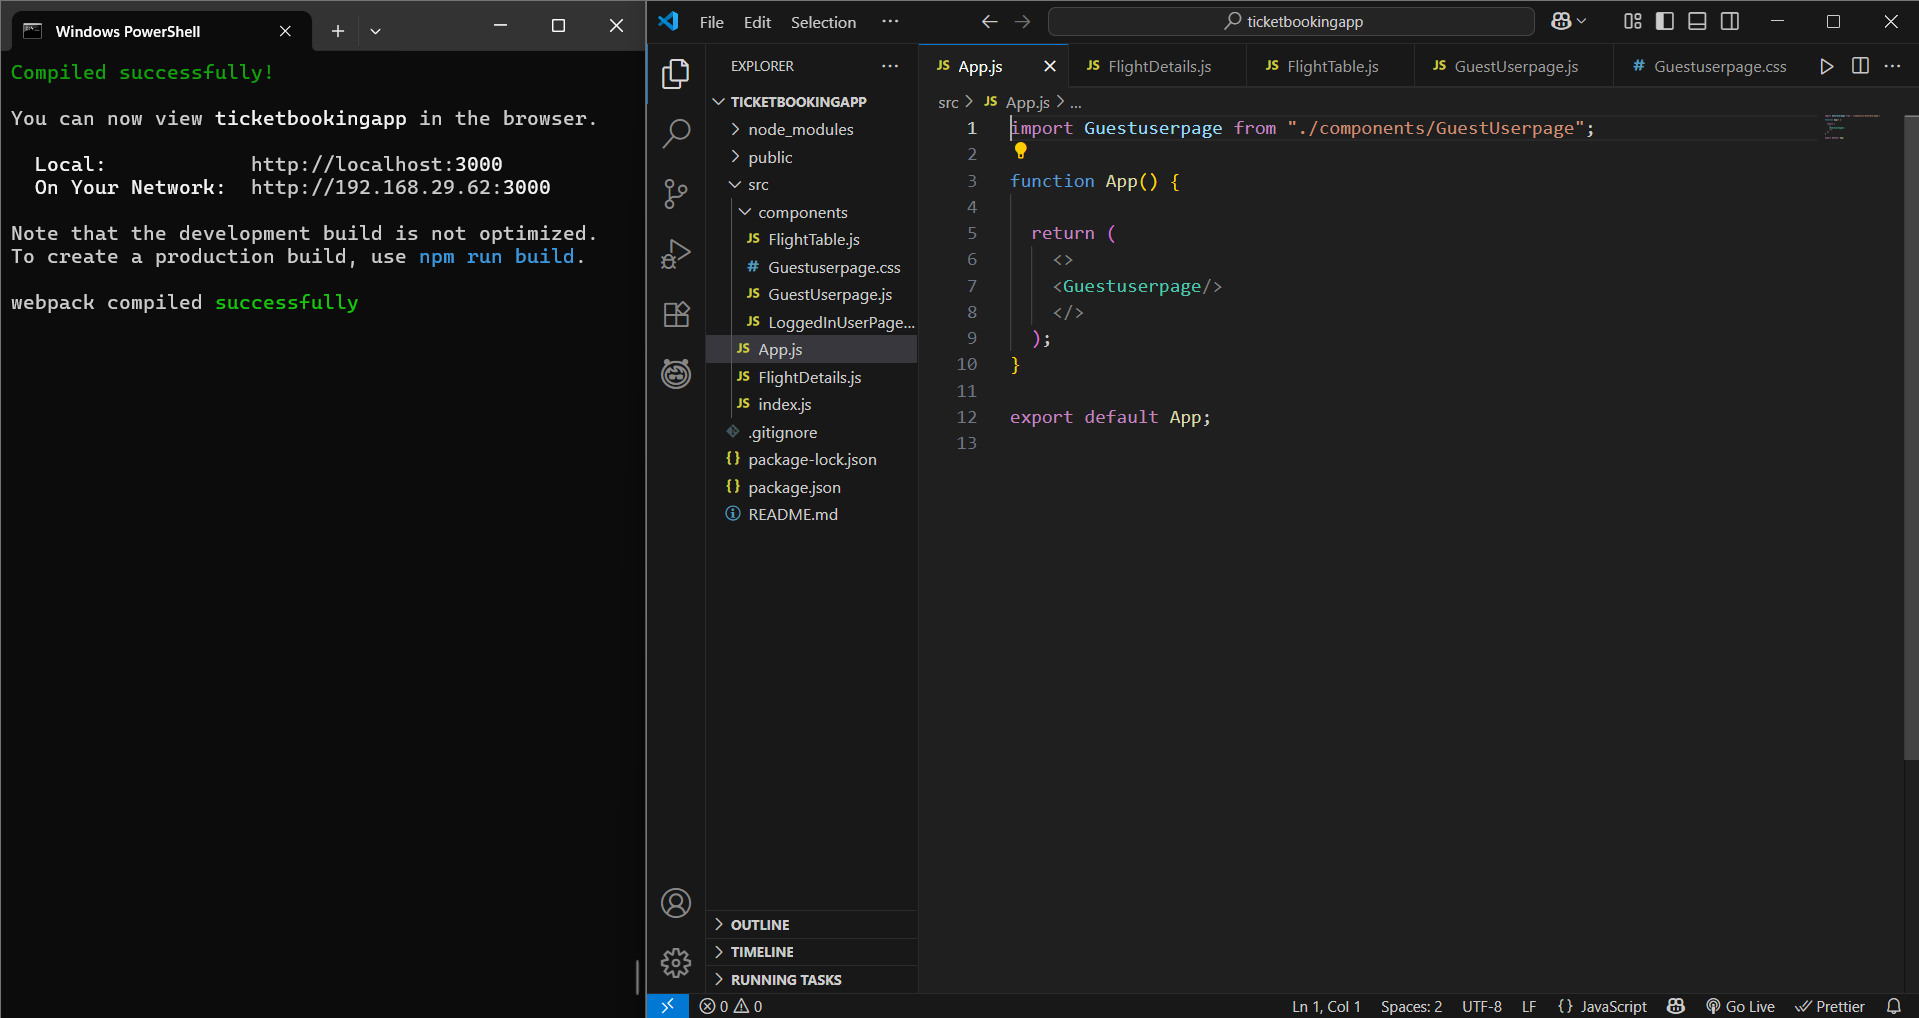 Windows PowerShell
Compiled successfully!
You can now view ticketbookingapp in the browser.
Local: http://localhost:3000
On Your Network: http://192.168.29.62:3000
Note that the development build is not optimized.
To create a production build, use npm run build.
webpack compiled successfully
File Edit Selection ···
ticketbookingapp
EXPLORER ···
TICKETBOOKINGAPP
node_modules
public
src
components
JS FlightTable.js
# Guestuserpage.css
JS GuestUserpage.js
JS LoggedInUserPage...
JS App.js
JS FlightDetails.js
JS index.js
.gitignore
{} package-lock.json
{} package.json
README.md
OUTLINE
TIMELINE
RUNNING TASKS
JS App.js JS FlightDetails.js JS FlightTable.js JS GuestUserpage.js # Guestuserpage.css ···
src > JS App.js > ...
1 import Guestuserpage from "./components/GuestUserpage";
2
3 function App() {
4
5 return (
6 <>
7 <Guestuserpage/>
8 </>
9 );
10 }
11
12 export default App;
13
0 0 Ln 1, Col 1 Spaces: 2 UTF-8 LF {} JavaScript Go Live Prettier